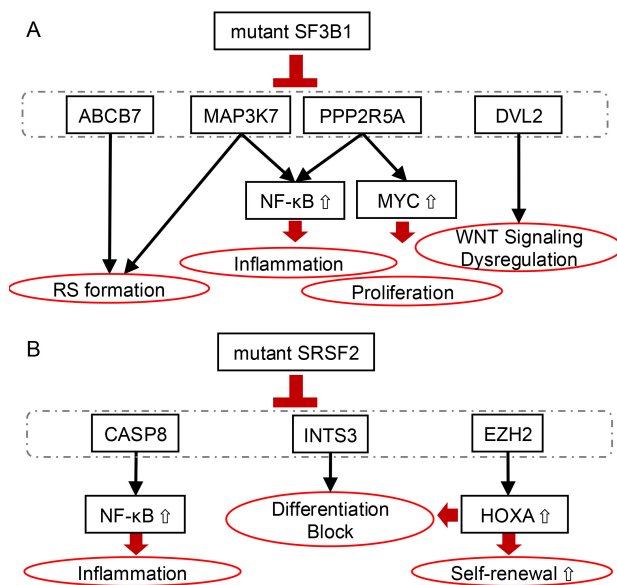 A
mutant SF3B1
ABCB7
MAP3K7
PPP2R5A
DVL2
NF-κB ⇧
MYC ⇧
WNT Signaling
Dysregulation
Inflammation
RS formation
Proliferation
B
mutant SRSF2
CASP8
INTS3
EZH2
NF-κB ⇧
Differentiation
Block
HOXA ⇧
Inflammation
Self-renewal ⇧